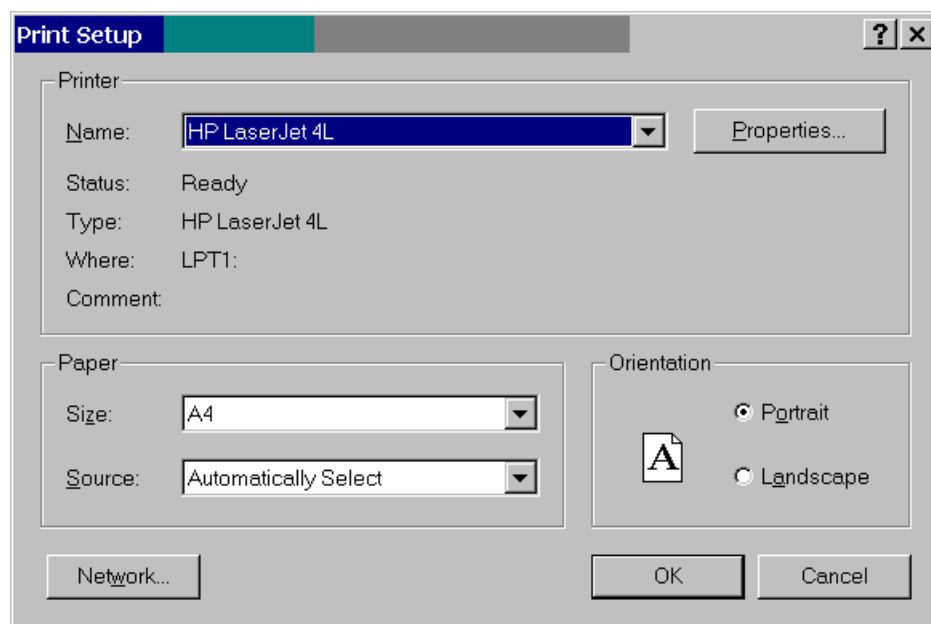 Print Setup
Printer
Name: HP LaserJet 4L Properties...
Status: Ready
Type: HP LaserJet 4L
Where: LPT1:
Comment:
Paper
Size: A4
Source: Automatically Select
Orientation
A
Portrait
Landscape
Network... OK Cancel